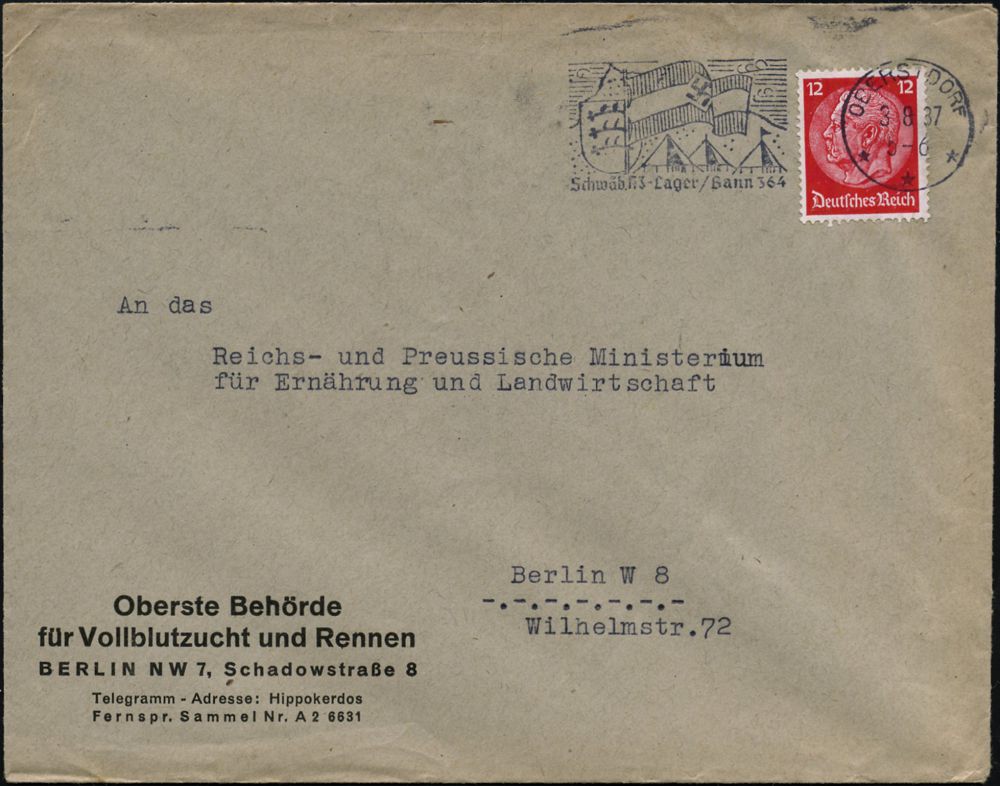 Schwäb. HJ-Lager/Bann 364
OBERSTDORF
3.8.37
5-6
12 12
Deutsches Reich
An das
Reichs- und Preussische Ministerium
für Ernährung und Landwirtschaft
Berlin W 8
-.-.-.-.-.-.-
Wilhelmstr.72
Oberste Behörde
für Vollblutzucht und Rennen
BERLIN NW 7, Schadowstraße 8
Telegramm - Adresse: Hippokerdos
Fernspr. Sammel Nr. A 2 6631